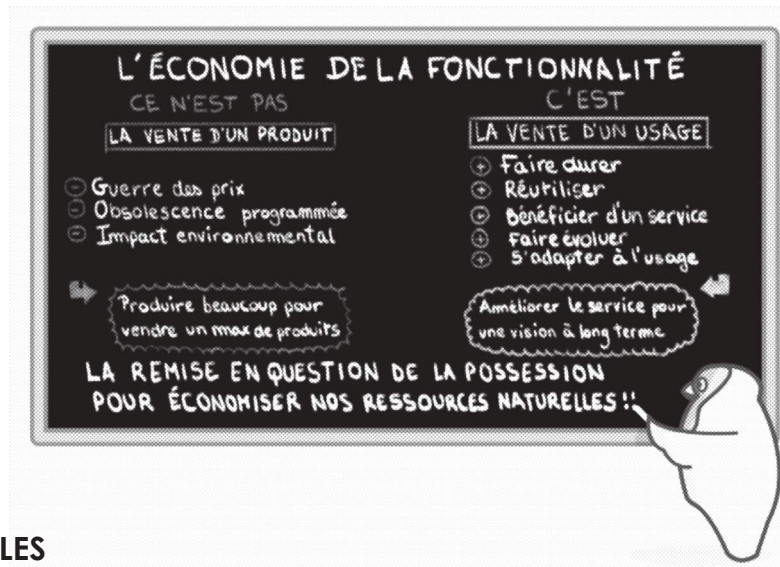 L'ÉCONOMIE DE LA FONCTIONNALITÉ
CE N'EST PAS
LA VENTE D'UN PRODUIT
- Guerre des prix
- Obsolescence programmée
- Impact environnemental
Produire beaucoup pour
vendre un max de produits
C'EST
LA VENTE D'UN USAGE
+ Faire durer
+ Réutiliser
+ Bénéficier d'un service
+ Faire évoluer
+ S'adapter à l'usage
Améliorer le service pour
une vision à long terme
LA REMISE EN QUESTION DE LA POSSESSION
POUR ÉCONOMISER NOS RESSOURCES NATURELLES !!
LES